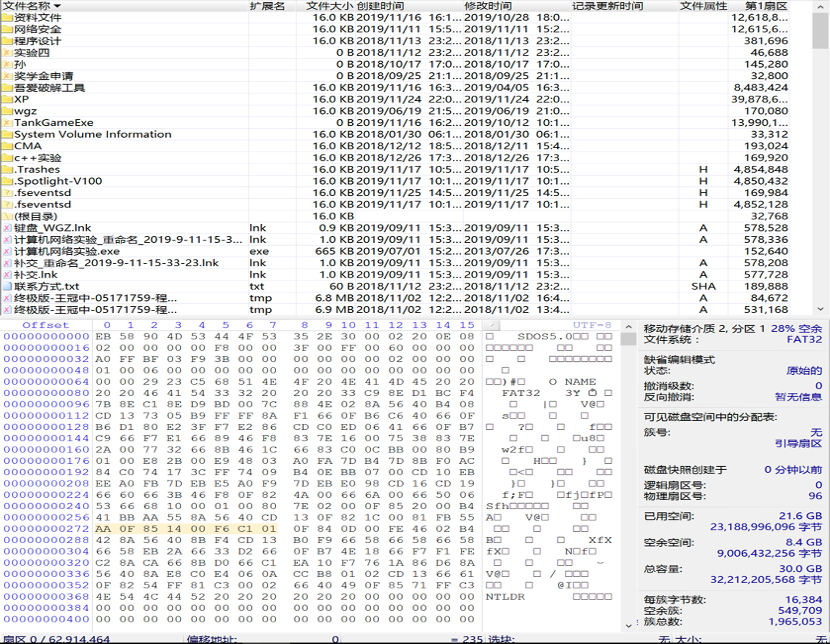 文件名称 扩展名 文件大小 创建时间 修改时间 记录更新时间 文件属性 第1扇区
资料文件 16.0 KB 2019/11/16 16:1... 2019/10/28 18:0... 12,618,8...
网络安全 16.0 KB 2019/11/11 15:5... 2019/11/11 15:2... 12,615,6...
程序设计 16.0 KB 2018/11/13 23:2... 2018/11/13 23:2... 381,696
实验四 0 B 2018/11/12 23:2... 2018/11/12 23:2... 46,688
孙 0 B 2018/10/17 17:0... 2018/10/17 17:0... 145,280
奖学金申请 0 B 2018/09/25 21:1... 2018/09/25 21:1... 32,800
吾爱破解工具 16.0 KB 2019/11/16 16:3... 2019/04/05 16:3... 8,483,424
XP 16.0 KB 2019/11/24 22:0... 2019/11/24 22:0... 39,878,6...
wgz 16.0 KB 2019/06/19 21:5... 2019/06/19 21:0... 170,080
TankGameExe 0 B 2018/11/16 16:2... 2019/10/12 10:1... 13,990,1...
System Volume Information 16.0 KB 2018/01/30 06:1... 2018/01/30 06:1... 33,312
CMA 16.0 KB 2018/12/12 18:5... 2018/12/11 15:4... 193,024
c++实验 16.0 KB 2018/12/26 17:3... 2018/12/26 17:3... 169,920
.Trashes 16.0 KB 2019/11/17 10:5... 2019/11/17 10:5... H 4,854,848
.Spotlight-V100 16.0 KB 2019/11/17 10:1... 2019/11/17 10:1... H 4,850,432
.fseventsd 16.0 KB 2019/11/25 14:5... 2019/11/25 14:5... H 169,984
.fseventsd 16.0 KB 2019/11/17 10:1... 2019/11/17 10:1... H 4,852,128
(根目录) 16.0 KB 32,768
键盘_WGZ.lnk lnk 0.9 KB 2019/09/11 15:3... 2019/09/11 15:3... A 578,528
计算机网络实验_重命名_2019-9-11-15-3... lnk 1.0 KB 2019/09/11 15:3... 2019/09/11 15:3... A 578,336
计算机网络实验.exe exe 665 KB 2019/07/01 15:2... 2019/07/26 17:3... 152,640
补交_重命名_2019-09-11-15-33-23.lnk lnk 1.0 KB 2019/09/11 15:3... 2019/09/11 15:3... A 578,208
补交.lnk lnk 1.0 KB 2019/09/11 15:3... 2019/09/11 15:3... A 577,728
联系方式.txt txt 60 B 2018/11/02 12:2... 2018/11/02 12:2... SHA 189,888
终极版-王冠中-05171759-程... tmp 6.8 MB 2018/11/02 12:2... 2018/11/02 16:4... A 84,672
终极版-王冠中-05171759-程... tmp 6.9 MB 2018/11/02 12:2... 2018/11/02 13:4... A 531,168
Offset 0 1 2 3 4 5 6 7 8 9 10 11 12 13 14 15 UTF-8
00000000000 EB 58 90 4D 53 44 4F 53 35 2E 30 00 02 20 0E 08
00000000016 02 00 00 00 00 F8 00 00 3F 00 FF 00 60 00 00 00
00000000032 A0 FF BF 03 F9 3B 00 00 00 00 00 00 02 00 00 00
00000000048 01 00 06 00 00 00 00 00 00 00 00 00 00 00 00 00
00000000064 80 00 29 23 C5 68 51 4E 4F 20 4E 41 4D 45 20 20
00000000080 20 20 46 41 54 33 32 20 20 20 33 C9 8E D1 BC F4
00000000096 7B 8E C1 8E D9 BD 00 7C 88 4E 02 8A 56 40 B4 08
00000000112 CD 13 73 05 B9 FF FF 8A F1 66 0F B6 C6 40 66 0F
00000000128 B6 D1 80 E2 3F F7 E2 86 CD C0 ED 06 41 66 0F B7
00000000144 C9 66 F7 E1 66 89 46 F8 83 7E 16 00 75 38 83 7E
00000000160 2A 00 77 32 66 8B 46 1C 66 83 C0 0C BB 00 80 B9
00000000176 01 00 E8 2B 00 E9 48 03 A0 FA 7D B4 7D 8B F0 AC
00000000192 84 C0 74 17 3C FF 74 09 B4 0E BB 07 00 CD 10 EB
00000000208 EE A0 FB 7D EB E5 A0 F9 7D EB E0 98 CD 16 CD 19
00000000224 66 60 66 3B 46 F8 0F 82 4A 00 66 6A 00 66 50 06
00000000240 53 66 68 10 00 01 00 80 7E 02 00 0F 85 20 00 B4
00000000256 41 BB AA 55 8A 56 40 CD 13 0F 82 1C 00 81 FB 55
00000000272 AA 0F 85 14 00 F6 C1 01 0F 84 0D 00 FE 46 02 B4
00000000288 42 8A 56 40 8B F4 CD 13 B0 F9 66 58 66 58 66 58
00000000304 66 58 EB 2A 66 33 D2 66 0F B7 4E 18 66 F7 F1 FE
00000000320 C2 8A CA 66 8B D0 66 C1 EA 10 F7 76 1A 86 D6 8A
00000000336 56 40 8A E8 C0 E4 06 0A CC B8 01 02 CD 13 66 61
00000000352 0F 82 54 FF 81 C3 00 02 66 40 49 0F 85 71 FF C3
00000000368 4E 54 4C 44 52 20 20 20 20 20 20 00 00 00 00 00 NTLDR
00000000384 00 00 00 00 00 00 00 00 00 00 00 00 00 00 00 00
00000000400 00 00 00 00 00 00 00 00 00 00 00 00 00 00 00 00
扇区 0 / 62,914,464 偏移地址: 0 = 235 选块: 无 大小: 无
移动存储介质 2, 分区 1 28% 空余
文件系统: FAT32
缺省编辑模式
状态: 原始的
撤消级数: 0
反向撤消: 暂无信息
可见磁盘空间中的分配表:
簇号: 无
引导扇区
磁盘快照创建于 0 分钟以前
逻辑扇区号: 0
物理扇区号: 96
已用空间: 21.6 GB
23,188,996,096 字节
空余空间: 8.4 GB
9,006,432,256 字节
总容量: 30.0 GB
32,212,205,568 字节
每簇字节数: 16,384
空余簇: 549,709
簇总数: 1,965,053